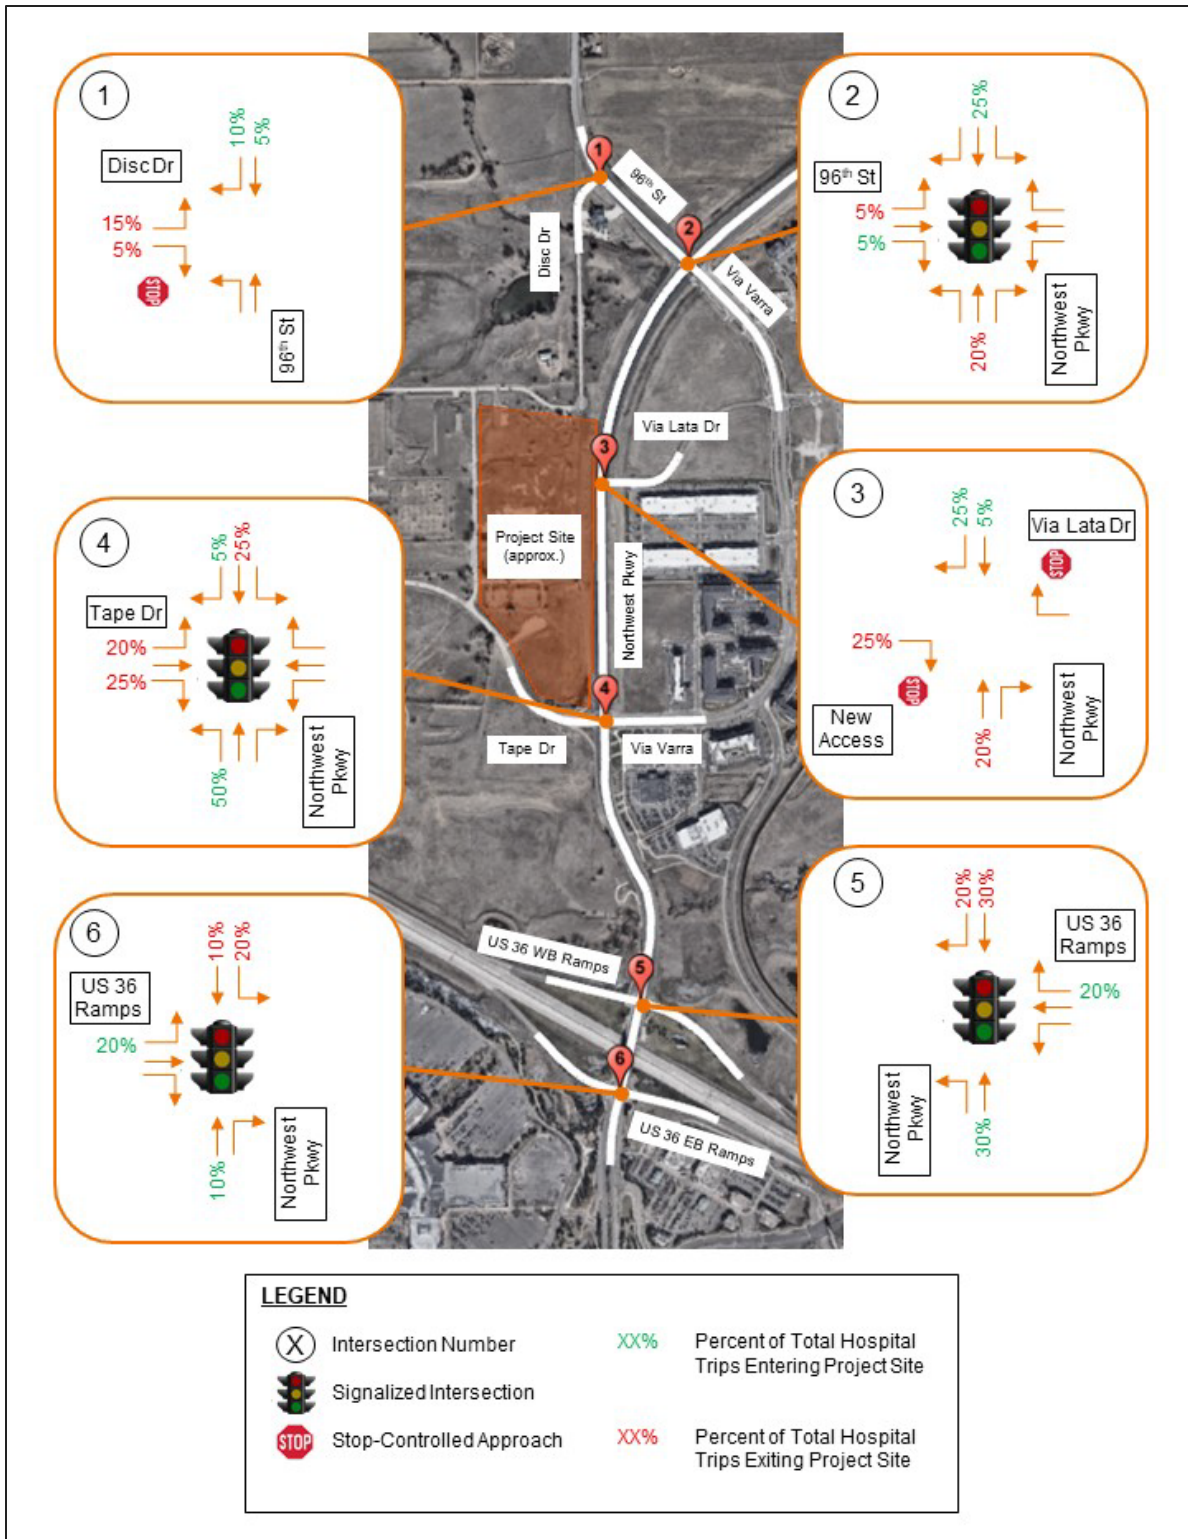 1
10%
5%
Disc Dr
15%
5%
STOP
96th St
2
25%
96th St
5%
5%
20%
Northwest
Pkwy
1
96th St
2
Disc Dr
Via Varra
Via Lata Dr
3
Project Site
(approx.)
Northwest Pkwy
4
Tape Dr
Via Varra
US 36 WB Ramps
5
6
US 36 EB Ramps
3
25%
5%
Via Lata Dr
STOP
25%
STOP
New
Access
20%
Northwest
Pkwy
4
5%
25%
Tape Dr
20%
25%
50%
Northwest
Pkwy
5
20%
30%
US 36
Ramps
20%
Northwest
Pkwy
30%
6
10%
20%
US 36
Ramps
20%
10%
Northwest
Pkwy
LEGEND
X Intersection Number
Signalized Intersection
STOP Stop-Controlled Approach
XX% Percent of Total Hospital
Trips Entering Project Site
XX% Percent of Total Hospital
Trips Exiting Project Site